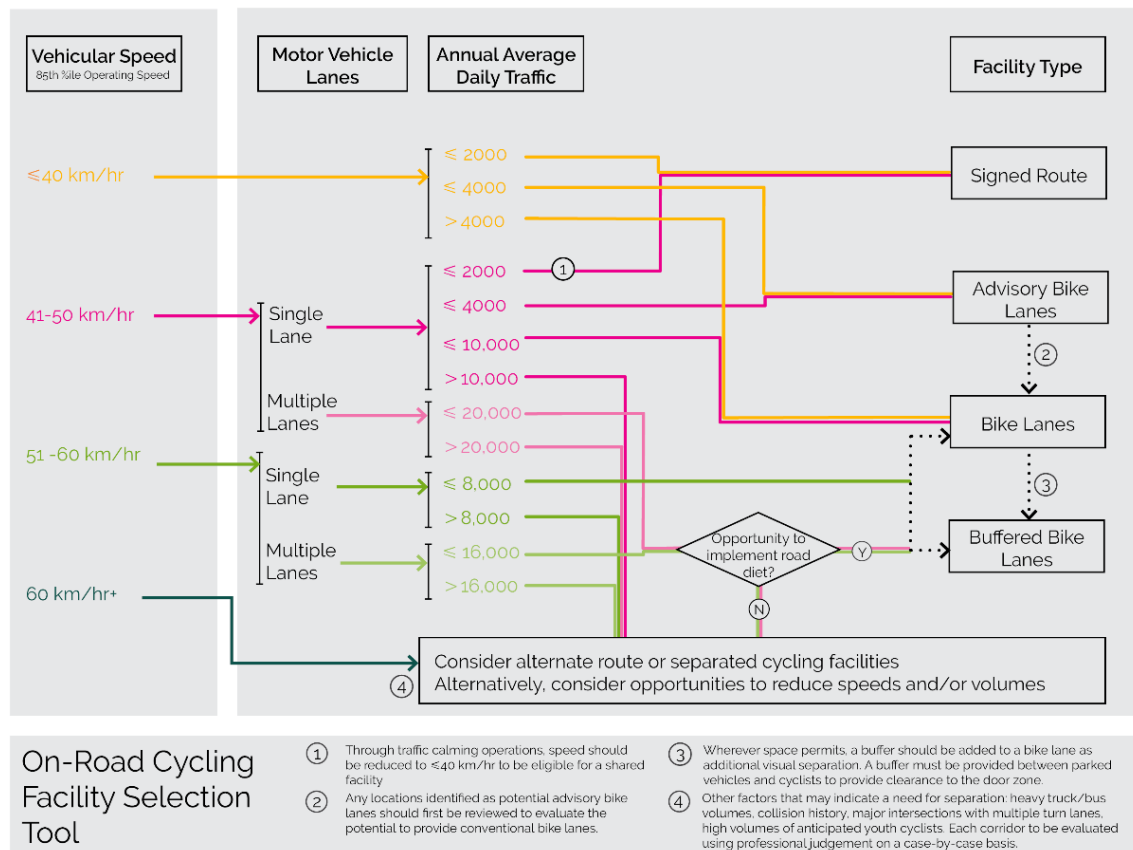 Vehicular Speed
85th %ile Operating Speed
Motor Vehicle
Lanes
Annual Average
Daily Traffic
Facility Type
≤40 km/hr
≤ 2000
≤ 4000
> 4000
Signed Route
41-50 km/hr
Single
Lane
≤ 2000
1
≤ 4000
≤ 10,000
> 10,000
Advisory Bike
Lanes
2
Multiple
Lanes
≤ 20,000
> 20,000
Bike Lanes
51 -60 km/hr
Single
Lane
≤ 8,000
> 8,000
3
Multiple
Lanes
≤ 16,000
> 16,000
Opportunity to
implement road
diet?
Y
N
Buffered Bike
Lanes
60 km/hr+
4
Consider alternate route or separated cycling facilities
Alternatively, consider opportunities to reduce speeds and/or volumes
On-Road Cycling
Facility Selection
Tool
1
Through traffic calming operations, speed should
be reduced to ≤40 km/hr to be eligible for a shared
facility
2
Any locations identified as potential advisory bike
lanes should first be reviewed to evaluate the
potential to provide conventional bike lanes.
3
Wherever space permits, a buffer should be added to a bike lane as
additional visual separation. A buffer must be provided between parked
vehicles and cyclists to provide clearance to the door zone.
4
Other factors that may indicate a need for separation: heavy truck/bus
volumes, collision history, major intersections with multiple turn lanes,
high volumes of anticipated youth cyclists. Each corridor to be evaluated
using professional judgement on a case-by-case basis.